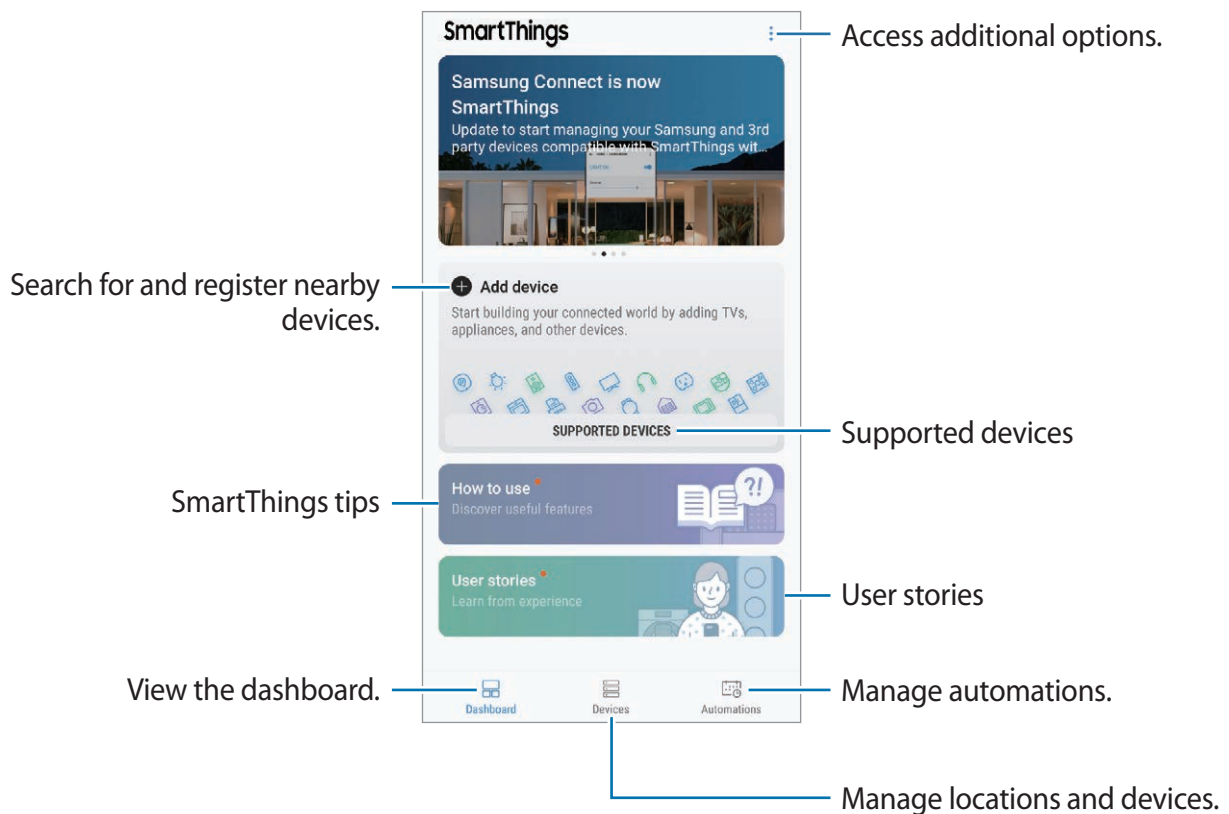 SmartThings
Access additional options.
Samsung Connect is now
SmartThings
Update to start managing your Samsung and 3rd
party devices compatible with SmartThings wit...
Search for and register nearby
devices.
Add device
Start building your connected world by adding TVs,
appliances, and other devices.
SUPPORTED DEVICES
Supported devices
SmartThings tips
How to use
Discover useful features
?!
User stories
Learn from experience
User stories
View the dashboard.
Dashboard
Devices
Automations
Manage automations.
Manage locations and devices.